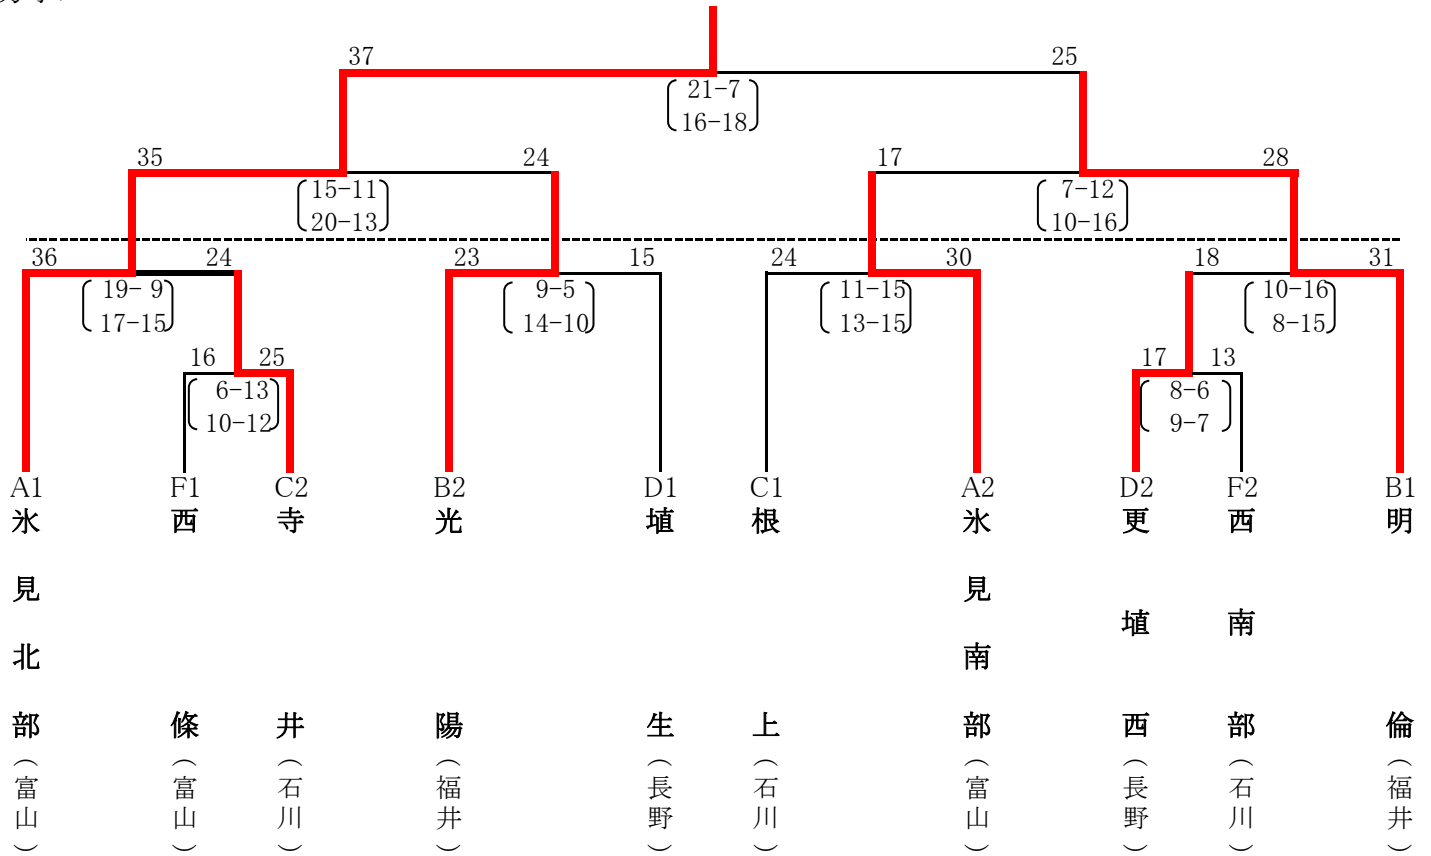 37 25
21-7
16-18
35 24 17 28
15-11 7-12
20-13 10-16
36 24 23 15 24 30 18 31
19- 9 9-5 11-15 10-16
17-15 14-10 13-15 8-15
16 25 17 13
6-13 8-6
10-12 9-7
A1 F1 C2 B2 D1 C1 A2 D2 F2 B1
氷見北部(富山)
西條(富山)
寺井(石川)
光陽(福井)
埴生(長野)
根上(石川)
氷見南部(富山)
更埴西(長野)
西南部(石川)
明倫(福井)